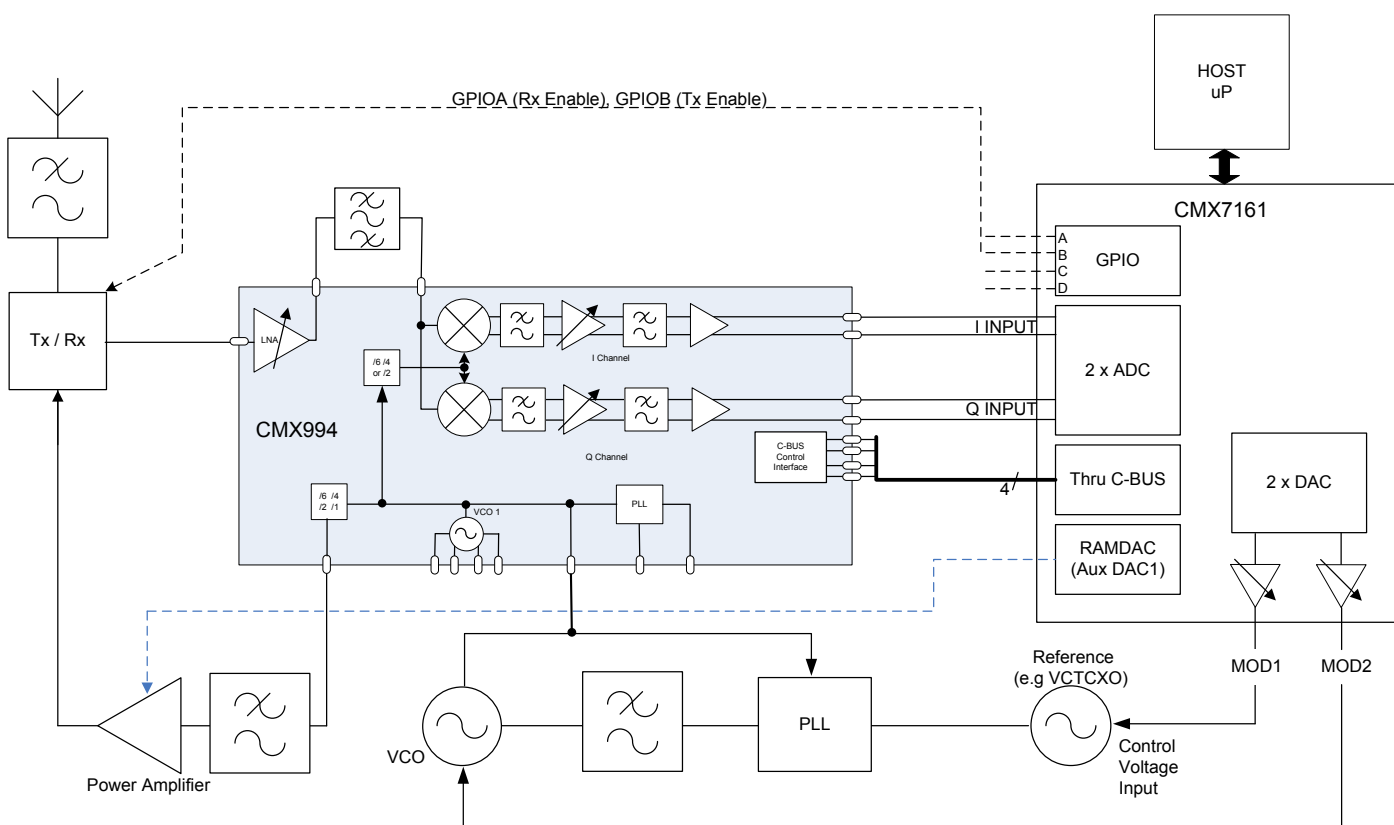 HOST
uP
GPIOA (Rx Enable), GPIOB (Tx Enable)
CMX7161
A
B
C
D
GPIO
Tx / Rx
LNA
I INPUT
I Channel
2 x ADC
/6 /4
or /2
Q INPUT
CMX994
Q Channel
C-BUS
Control
Interface
4
Thru C-BUS
2 x DAC
/6 /4
/2 /1
VCO 1
PLL
RAMDAC
(Aux DAC1)
Reference
(e.g VCTCXO)
MOD1
MOD2
PLL
VCO
Control
Voltage
Input
Power Amplifier